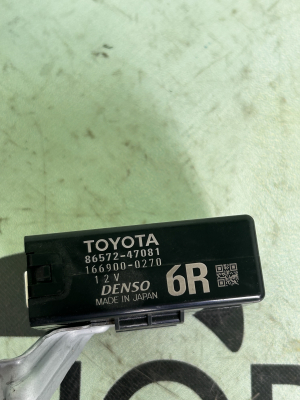 TOYOTA
86572-47081
166900-0270
12V
DENSO
MADE IN JAPAN
6R